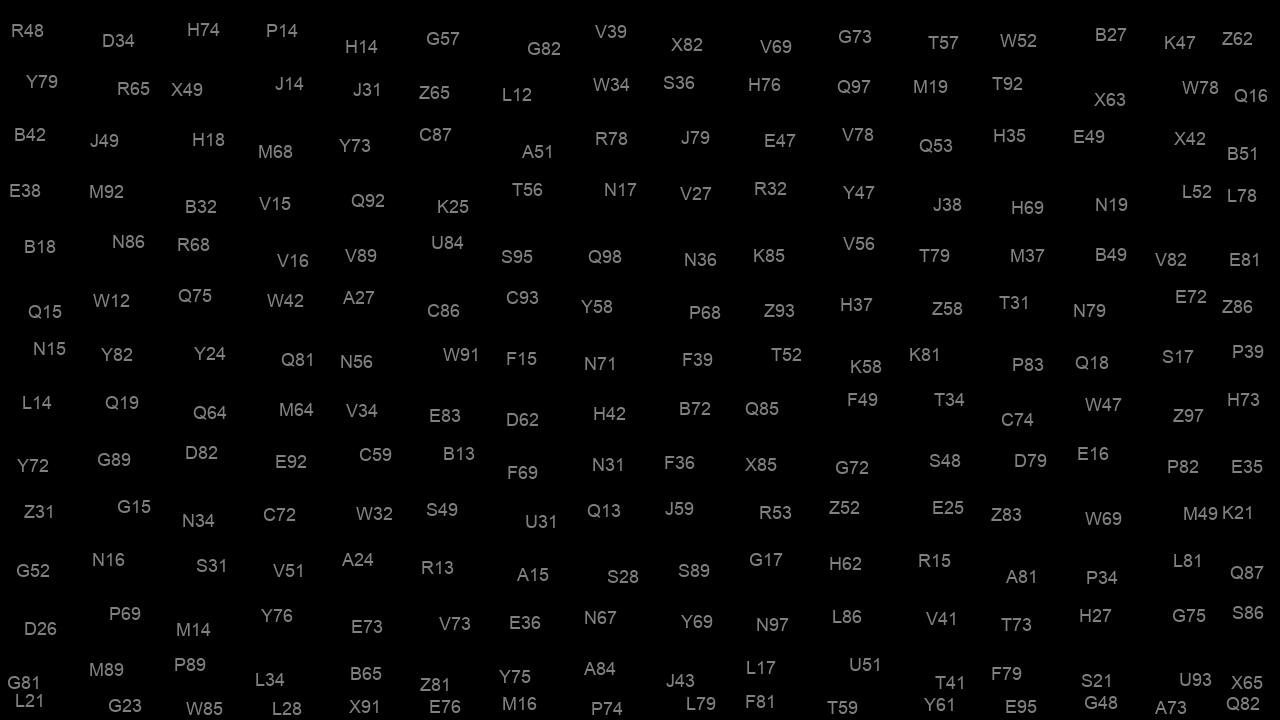 R48 D34 H74 P14 H14 G57 G82 V39 X82 V69 G73 T57 W52 B27 K47 Z62
Y79 R65 X49 J14 J31 Z65 L12 W34 S36 H76 Q97 M19 T92 X63 W78 Q16
B42 J49 H18 M68 Y73 C87 A51 R78 J79 E47 V78 Q53 H35 E49 X42 B51
E38 M92 B32 V15 Q92 K25 T56 N17 V27 R32 Y47 J38 H69 N19 L52 L78
B18 N86 R68 V16 V89 U84 S95 Q98 N36 K85 V56 T79 M37 B49 V82 E81
Q15 W12 Q75 W42 A27 C86 C93 Y58 P68 Z93 H37 Z58 T31 N79 E72 Z86
N15 Y82 Y24 Q81 N56 W91 F15 N71 F39 T52 K58 K81 P83 Q18 S17 P39
L14 Q19 Q64 M64 V34 E83 D62 H42 B72 Q85 F49 T34 C74 W47 Z97 H73
Y72 G89 D82 E92 C59 B13 F69 N31 F36 X85 G72 S48 D79 E16 P82 E35
Z31 G15 N34 C72 W32 S49 U31 Q13 J59 R53 Z52 E25 Z83 W69 M49 K21
G52 N16 S31 V51 A24 R13 A15 S28 S89 G17 H62 R15 A81 P34 L81 Q87
D26 P69 M14 Y76 E73 V73 E36 N67 Y69 N97 L86 V41 T73 H27 G75 S86
G81 M89 P89 L34 B65 Z81 Y75 A84 J43 L17 U51 T41 F79 S21 U93 X65
L21 G23 W85 L28 X91 E76 M16 P74 L79 F81 T59 Y61 E95 G48 A73 Q82